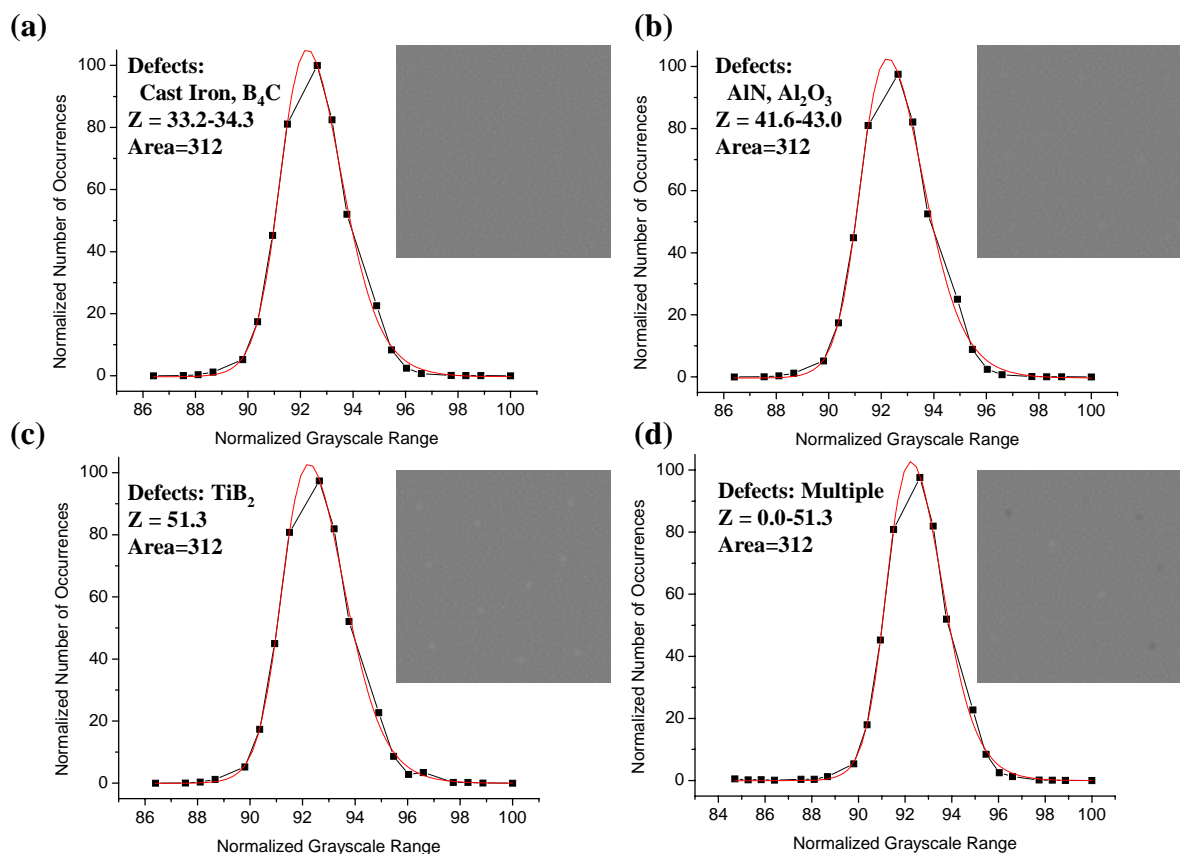 (a)
Defects:
Cast Iron, B₄C
Z = 33.2-34.3
Area=312
Normalized Number of Occurrences
100
80
60
40
20
0
86 88 90 92 94 96 98 100
Normalized Grayscale Range
(b)
Defects:
AlN, Al₂O₃
Z = 41.6-43.0
Area=312
Normalized Number of Occurrences
100
80
60
40
20
0
86 88 90 92 94 96 98 100
Normalized Grayscale Range
(c)
Defects: TiB₂
Z = 51.3
Area=312
Normalized Number of Occurrences
100
80
60
40
20
0
86 88 90 92 94 96 98 100
Normalized Grayscale Range
(d)
Defects: Multiple
Z = 0.0-51.3
Area=312
Normalized Number of Occurrences
100
80
60
40
20
0
84 86 88 90 92 94 96 98 100
Normalized Grayscale Range